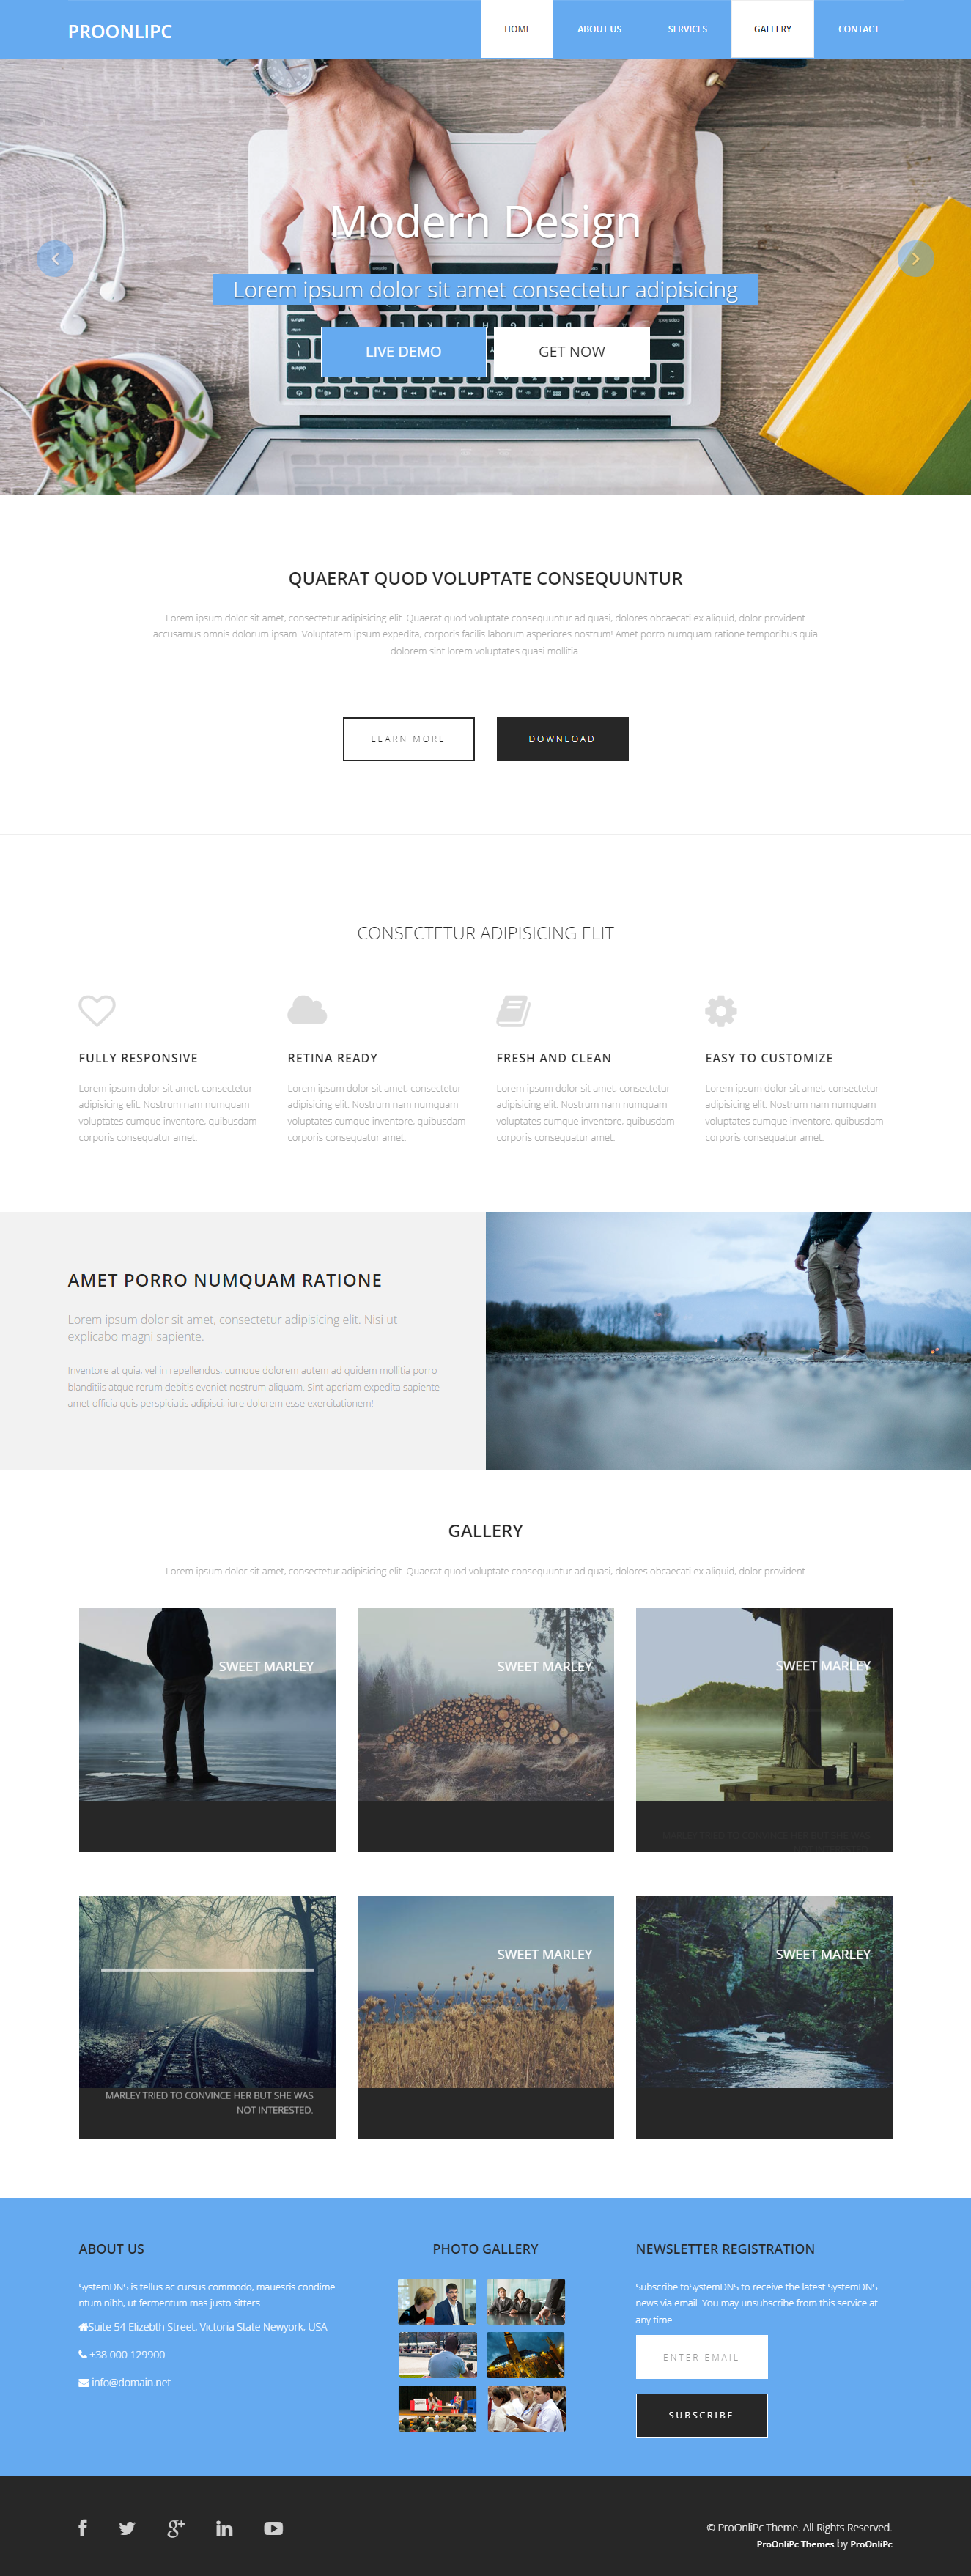 PROONLIPC
HOME ABOUT US SERVICES GALLERY CONTACT
Modern Design
Lorem ipsum dolor sit amet consectetur adipisicing
LIVE DEMO GET NOW
QUAERAT QUOD VOLUPTATE CONSEQUUNTUR
Lorem ipsum dolor sit amet, consectetur adipisicing elit. Quaerat quod voluptate consequuntur ad quasi, dolores obcaecati ex aliquid, dolor provident
accusamus omnis dolorum ipsam. Voluptatem ipsum expedita, corporis facilis laborum asperiores nostrum! Amet porro numquam ratione temporibus quia
dolorem sint lorem voluptates quasi mollitia.
LEARN MORE DOWNLOAD
CONSECTETUR ADIPISICING ELIT
FULLY RESPONSIVE
Lorem ipsum dolor sit amet, consectetur
adipisicing elit. Nostrum nam numquam
voluptates cumque inventore, quibusdam
corporis consequatur amet.
RETINA READY
Lorem ipsum dolor sit amet, consectetur
adipisicing elit. Nostrum nam numquam
voluptates cumque inventore, quibusdam
corporis consequatur amet.
FRESH AND CLEAN
Lorem ipsum dolor sit amet, consectetur
adipisicing elit. Nostrum nam numquam
voluptates cumque inventore, quibusdam
corporis consequatur amet.
EASY TO CUSTOMIZE
Lorem ipsum dolor sit amet, consectetur
adipisicing elit. Nostrum nam numquam
voluptates cumque inventore, quibusdam
corporis consequatur amet.
AMET PORRO NUMQUAM RATIONE
Lorem ipsum dolor sit amet, consectetur adipisicing elit. Nisi ut
explicabo magni sapiente.
Inventore at quia, vel in repellendus, cumque dolorem autem ad quidem mollitia porro
blanditiis atque rerum debitis eveniet nostrum aliquam. Sint aperiam expedita sapiente
amet officia quis perspiciatis adipisci, iure dolorem esse exercitationem!
GALLERY
Lorem ipsum dolor sit amet, consectetur adipisicing elit. Quaerat quod voluptate consequuntur ad quasi, dolores obcaecati ex aliquid, dolor provident
SWEET MARLEY
SWEET MARLEY
SWEET MARLEY
MARLEY TRIED TO CONVINCE HER BUT SHE WAS
MARLEY TRIED TO CONVINCE HER BUT SHE WAS
NOT INTERESTED.
SWEET MARLEY
SWEET MARLEY
ABOUT US
SystemDNS is tellus ac cursus commodo, mauesris condime
ntum nibh, ut fermentum mas justo sitters.
Suite 54 Elizebth Street, Victoria State Newyork, USA
+38 000 129900
info@domain.net
PHOTO GALLERY
NEWSLETTER REGISTRATION
Subscribe toSystemDNS to receive the latest SystemDNS
news via email. You may unsubscribe from this service at
any time
ENTER EMAIL
SUBSCRIBE
© ProOnliPc Theme. All Rights Reserved.
ProOnliPc Themes by ProOnliPc